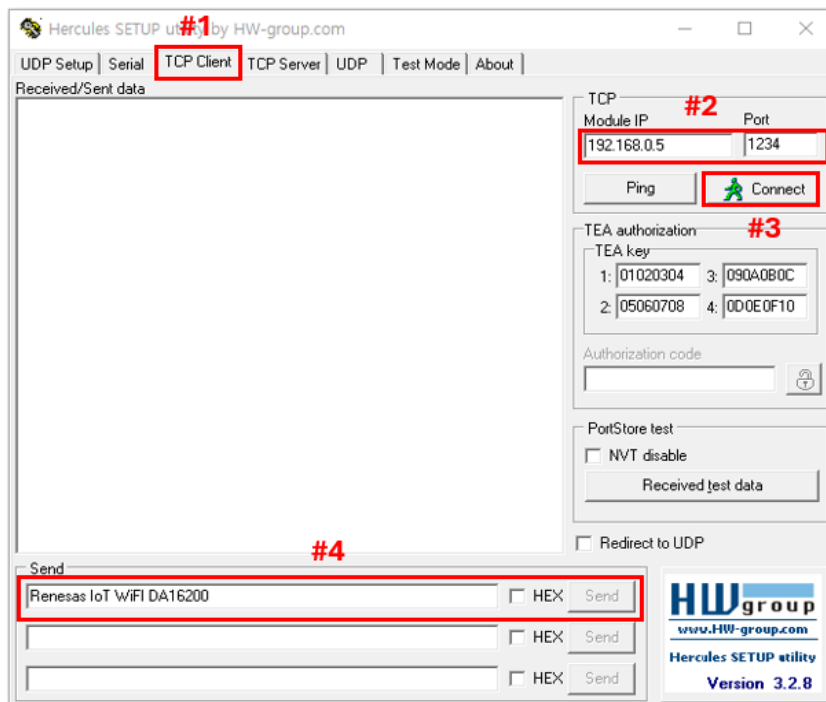 Hercules SETUP utility by HW-group.com
#1
UDP Setup Serial TCP Client TCP Server UDP Test Mode About
Received/Sent data
TCP
#2
Module IP Port
192.168.0.5 1234
Ping Connect
#3
TEA authorization
TEA key
1: 01020304 3: 090A0B0C
2: 05060708 4: 0D0E0F10
Authorization code
PortStore test
NVT disable
Received test data
Redirect to UDP
#4
Send
Renesas IoT WiFI DA16200 HEX Send
HEX Send
HEX Send
HW group
www.HW-group.com
Hercules SETUP utility
Version 3.2.8